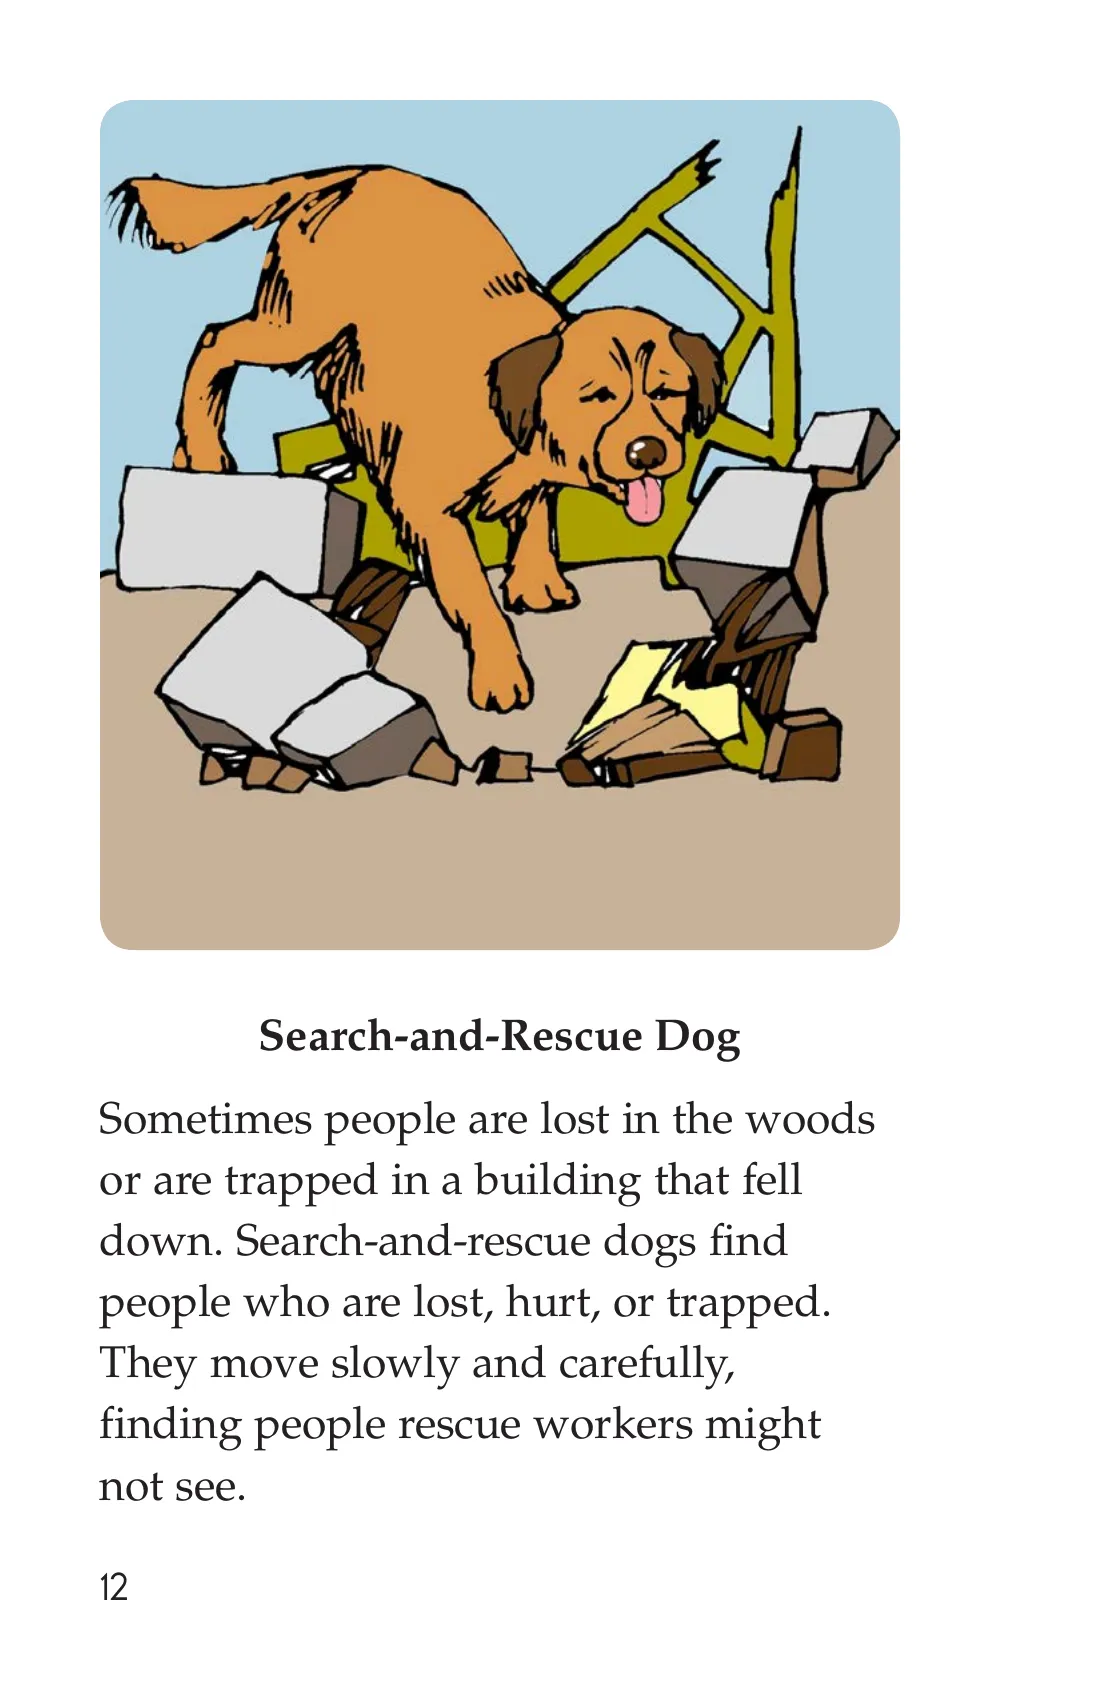 Search-and-Rescue Dog
Sometimes people are lost in the woods
or are trapped in a building that fell
down. Search-and-rescue dogs find
people who are lost, hurt, or trapped.
They move slowly and carefully,
finding people rescue workers might
not see.
12